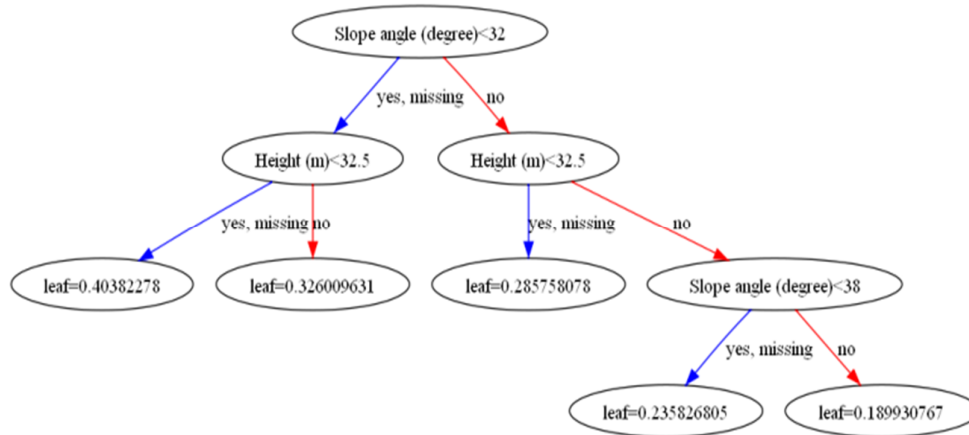 Slope angle (degree)<32
yes, missing
no
Height (m)<32.5
Height (m)<32.5
yes, missing
no
yes, missing
no
leaf=0.40382278
leaf=0.326009631
leaf=0.285758078
Slope angle (degree)<38
yes, missing
no
leaf=0.235826805
leaf=0.189930767